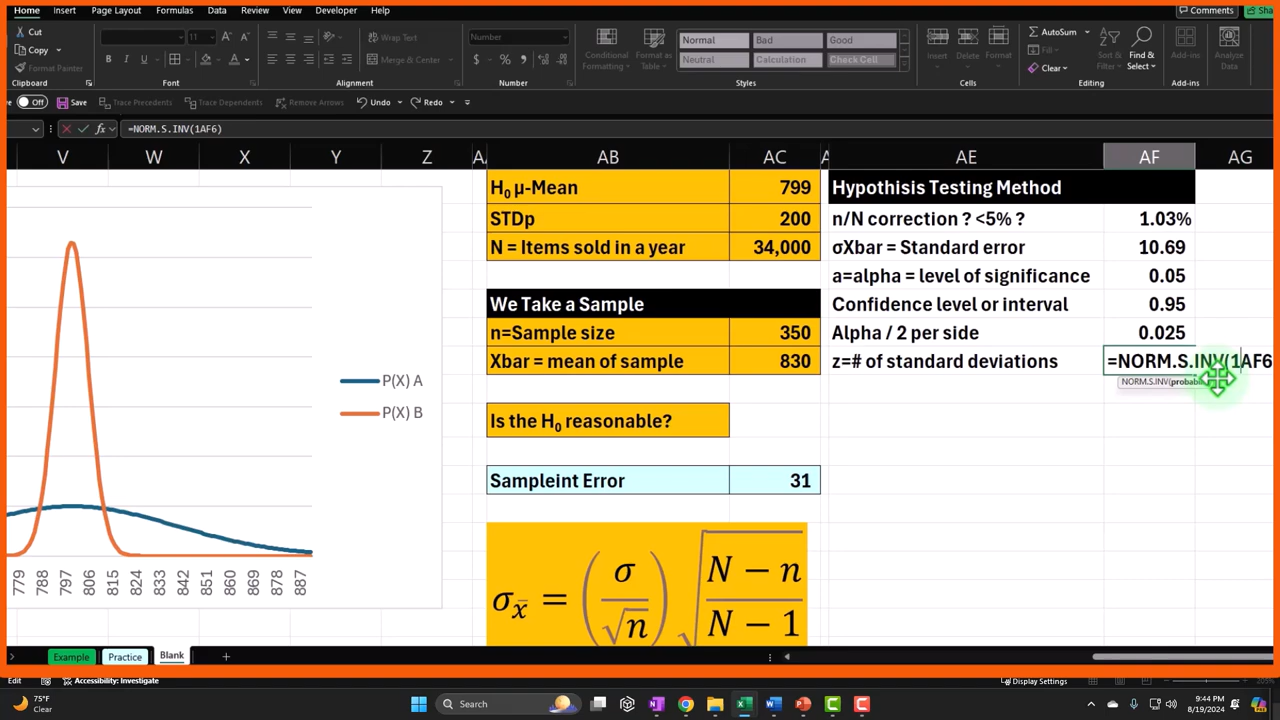 Home Insert Page Layout Formulas Data Review View Developer Help Comments
Cut
Copy
Format Painter
Clipboard Font Alignment Number Styles Cells Editing Add-ins
11
Wrap Text
Merge & Center
Number
Conditional Formatting
Format as Table
Normal Bad Good
Neutral Calculation Check Cell
Insert Delete Format
AutoSum
Fill
Clear
Sort & Filter
Find & Select
Add-ins
Analyze Data
Off Save Trace Precedents Trace Dependents Highlight Changes Undo Redo
=NORM.S.INV(1AF6)
V W X Y Z AB AC AE AF AG
H0 μ-Mean 799
STDp 200
N = Items sold in a year 34,000
We Take a Sample
n=Sample size 350
Xbar = mean of sample 830
Is the H0 reasonable?
Sampleint Error 31
σx̄ = (σ/√n) √(N − n / N − 1)
Hypothisis Testing Method
n/N correction ? <5% ? 1.03%
σXbar = Standard error 10.69
a=alpha = level of significance 0.05
Confidence level or interval 0.95
Alpha / 2 per side 0.025
z=# of standard deviations =NORM.S.INV(1AF6
P(X) A
P(X) B
779 788 797 806 815 824 833 842 851 860 869 878 887
Example Practice Blank
Edit Accessibility: Investigate Display Settings 205%
75°F
Clear
Search
9:44 PM
8/19/2024